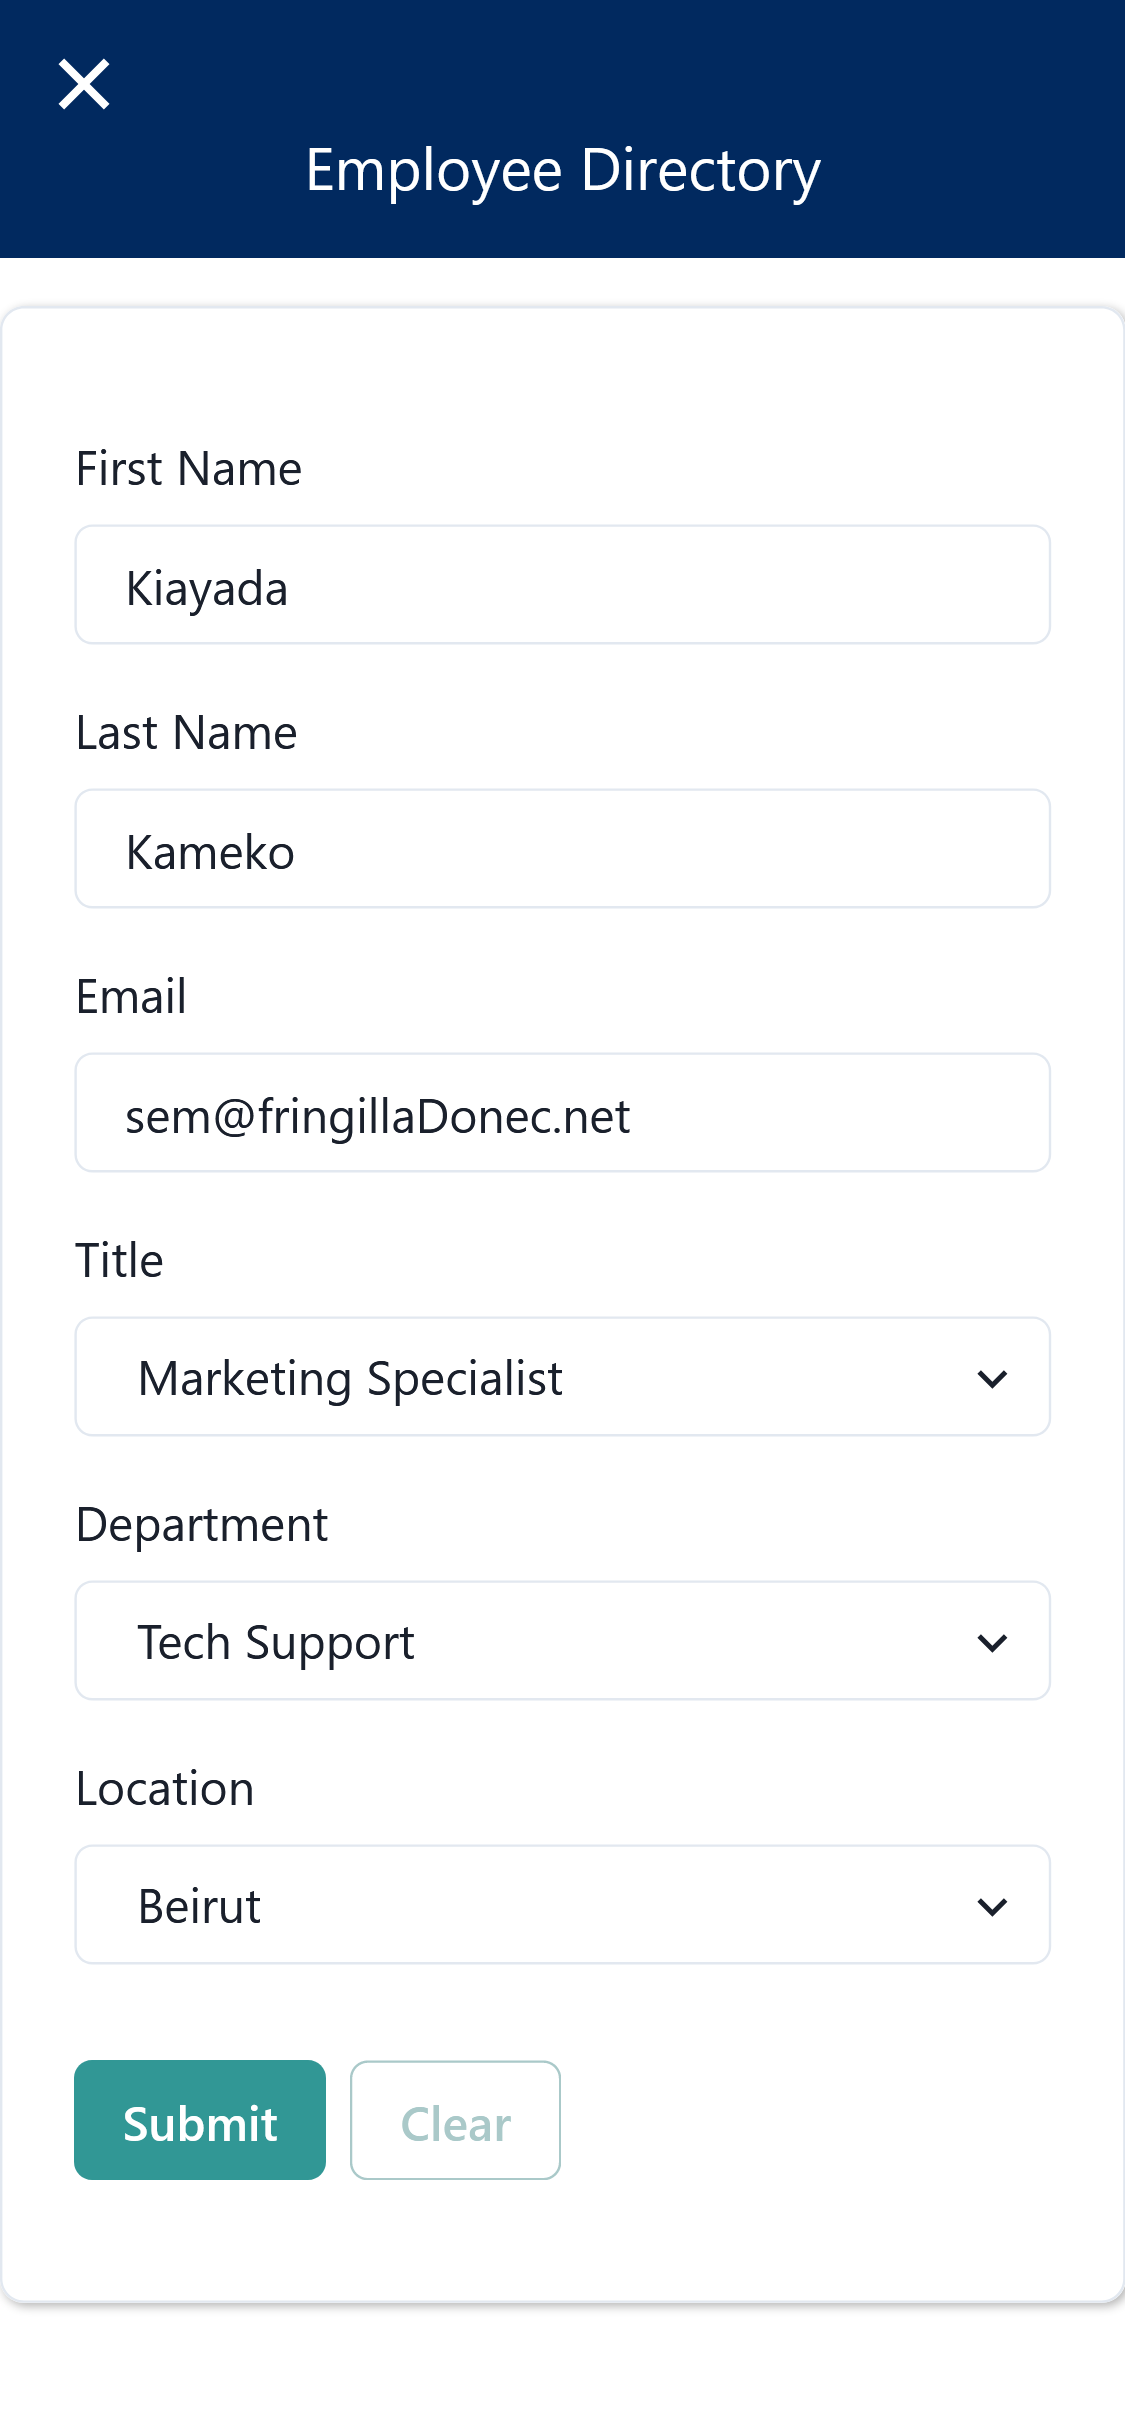 Employee Directory
First Name
Kiayada
Last Name
Kameko
Email
sem@fringillaDonec.net
Title
Marketing Specialist
Department
Tech Support
Location
Beirut
Submit
Clear